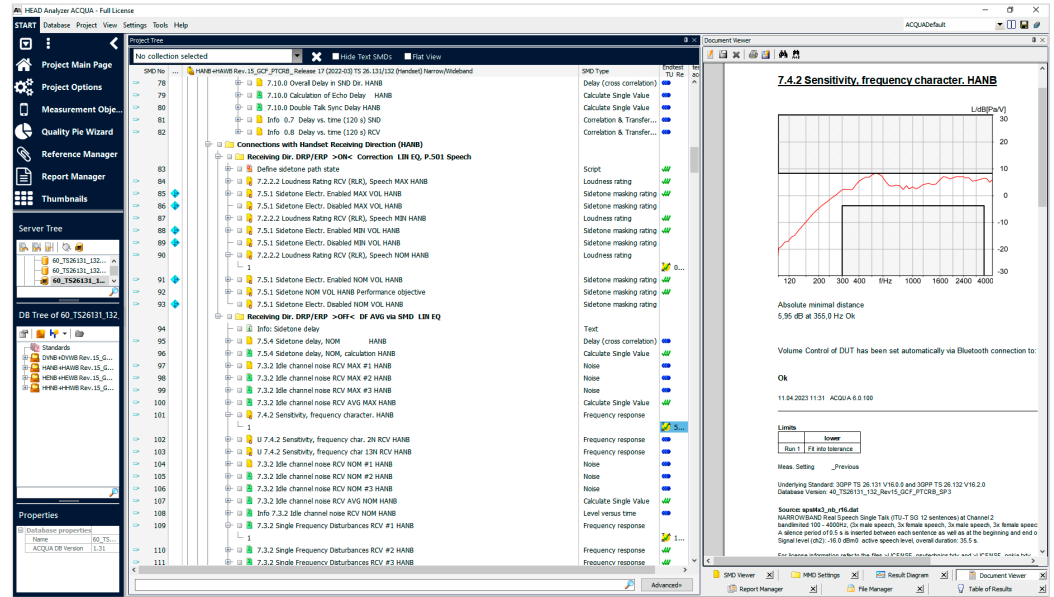 HEAD Analyzer ACQUA - Full License
START Database Project View Settings Tools Help
ACQUADefault
Project Main Page
Project Options
Measurement Obje...
Quality Pie Wizard
Reference Manager
Report Manager
Thumbnails
Server Tree
60_TS26131_132...
60_TS26131_132...
60_TS26131_1...
DB Tree of 60_TS26131_132_
Standards
DVNB+DVWB Rev.15_G...
HANB+HAWB Rev.15_G...
HENB+HEWB Rev.15_G...
HHNB+HHWB Rev.15_G...
Properties
Database properties
Name 60_TS...
ACQUA DB Version 1.31
Project Tree
No collection selected
Hide Text SMDs Flat View
SMD No ... HANB+HAWB Rev.15_GCF_PTCRB_ Release 17 (2022-03) TS 26.131/132 (Handset) Narrow/Wideband SMD Type Endtest
TU Re
78 7.10.0 Overall Delay in SND Dir. HANB Delay (cross correlation)
79 7.10.0 Calculation of Echo Delay HANB Calculate Single Value
80 7.10.0 Double Talk Sync Delay HANB Calculate Single Value
81 Info 0.7 Delay vs. time (120 s) SND Correlation & Transfer...
82 Info 0.8 Delay vs. time (120 s) RCV Correlation & Transfer...
Connections with Handset Receiving Direction (HANB)
Receiving Dir. DRP/ERP >ON< Correction LIN EQ, P.501 Speech
83 Define sidetone path state Script
84 7.2.2.2 Loudness Rating RCV (RLR), Speech MAX HANB Loudness rating
85 7.5.1 Sidetone Electr. Enabled MAX VOL HANB Sidetone masking rating
86 7.5.1 Sidetone Electr. Disabled MAX VOL HANB Sidetone masking rating
87 7.2.2.2 Loudness Rating RCV (RLR), Speech MIN HANB Loudness rating
88 7.5.1 Sidetone Electr. Enabled MIN VOL HANB Sidetone masking rating
89 7.5.1 Sidetone Electr. Disabled MIN VOL HANB Sidetone masking rating
90 7.2.2.2 Loudness Rating RCV (RLR), Speech NOM HANB Loudness rating
1 0...
91 7.5.1 Sidetone Electr. Enabled NOM VOL HANB Sidetone masking rating
92 7.5.1 Sidetone NOM VOL HANB Performance objective Sidetone masking rating
93 7.5.1 Sidetone Electr. Disabled NOM VOL HANB Sidetone masking rating
Receiving Dir. DRP/ERP >OFF< DF AVG via SMD LIN EQ
94 Info: Sidetone delay Text
95 7.5.4 Sidetone delay, NOM HANB Delay (cross correlation)
96 7.5.4 Sidetone delay, NOM, calculation HANB Calculate Single Value
97 7.3.2 Idle channel noise RCV MAX #1 HANB Noise
98 7.3.2 Idle channel noise RCV MAX #2 HANB Noise
99 7.3.2 Idle channel noise RCV MAX #3 HANB Noise
100 7.3.2 Idle channel noise RCV AVG MAX HANB Calculate Single Value
101 7.4.2 Sensitivity, frequency character. HANB Frequency response
1 5...
102 U 7.4.2 Sensitivity, frequency char. 2N RCV HANB Frequency response
103 U 7.4.2 Sensitivity, frequency char 13N RCV HANB Frequency response
104 7.3.2 Idle channel noise RCV NOM #1 HANB Noise
105 7.3.2 Idle channel noise RCV NOM #2 HANB Noise
106 7.3.2 Idle channel noise RCV NOM #3 HANB Noise
107 7.3.2 Idle channel noise RCV AVG NOM HANB Calculate Single Value
108 Info 7.3.2 Idle channel noise RCV NOM HANB Level versus time
109 7.3.2 Single Frequency Disturbances RCV #1 HANB Frequency response
1 1...
110 7.3.2 Single Frequency Disturbances RCV #2 HANB Frequency response
111 7.3.2 Single Frequency Disturbances RCV #3 HANB Frequency response
Advanced»
Document Viewer
7.4.2 Sensitivity, frequency character. HANB
L/dB[Pa/V]
30
20
10
0
-10
-20
-30
120 200 300 400 f/Hz 1000 1600 2400 4000
Absolute minimal distance
5,95 dB at 355,0 Hz Ok
Volume Control of DUT has been set automatically via Bluetooth connection to:
Ok
11.04.2023 11:31 ACQUA 6.0.100
Limits
lower
Run 1 Fit into tolerance
Meas. Setting _Previous
Underlying Standard: 3GPP TS 26.131 V16.0.0 and 3GPP TS 26.132 V16.2.0
Database Version: 40_TS26131_132_Rev15_GCF_PTCRB_SP3
Source: sps4x3_nb_r16.dat
NARROWBAND Real Speech Single Talk (ITU-T SG 12 sentences) at Channel 2
bandlimited 100 - 4000Hz, (3x male speech, 3x female speech, 3x male speech, 3x female speec
A silence period of 0.5 s is inserted between each sentence as well as at the beginning and end o
Signal level (ch2): -16.0 dBm0 active speech level, overall duration: 35.5 s.
SMD Viewer MMD Settings Result Diagram Document Viewer
Report Manager File Manager Table of Results